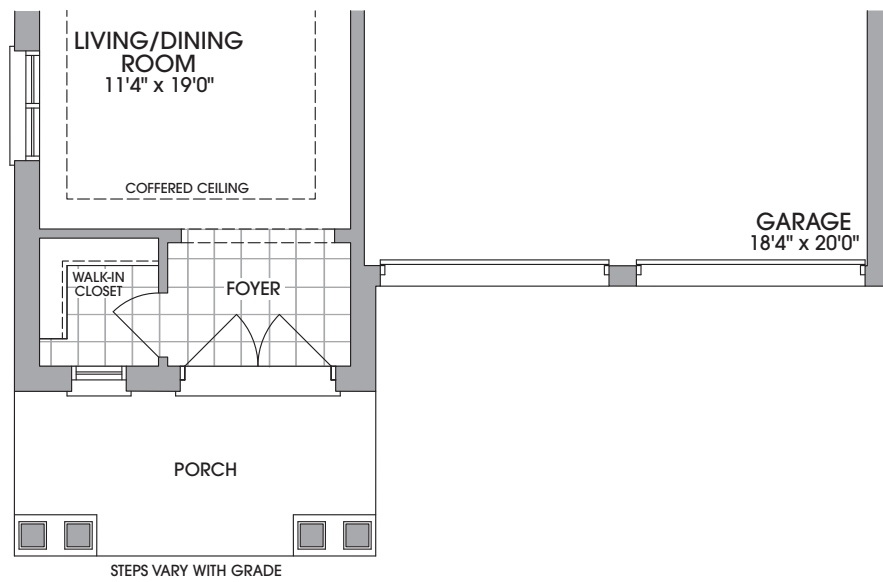 LIVING/DINING
ROOM
11'4" x 19'0"
COFFERED CEILING
GARAGE
18'4" x 20'0"
WALK-IN
CLOSET
FOYER
PORCH
STEPS VARY WITH GRADE